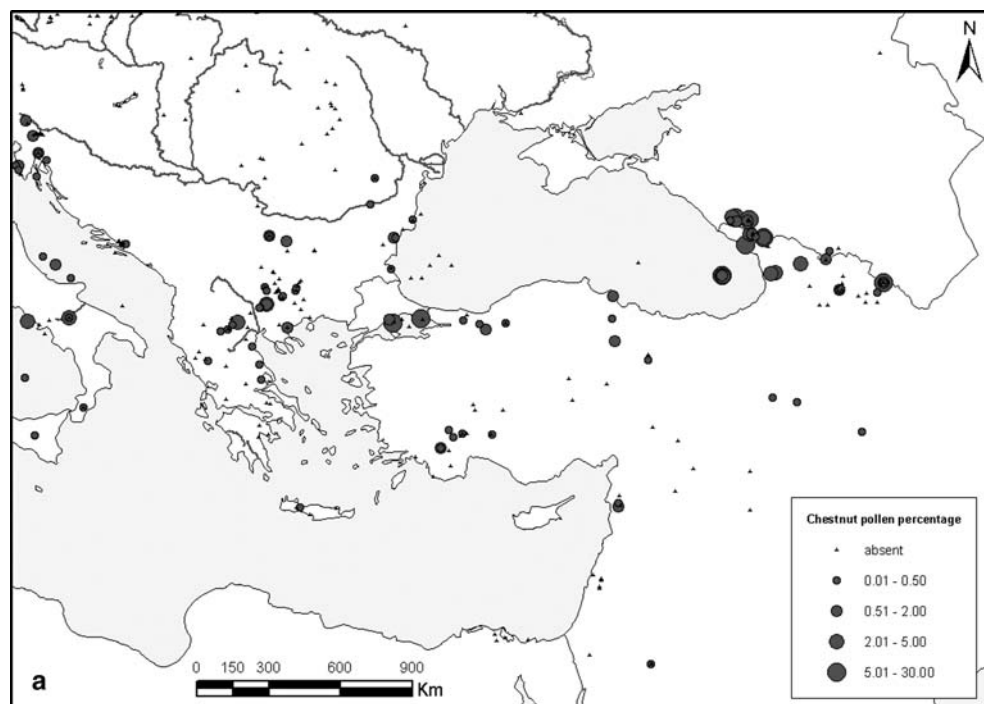 N
Chestnut pollen percentage
absent
0.01 - 0.50
0.51 - 2.00
2.01 - 5.00
5.01 - 30.00
a
0 150 300 600 900
Km